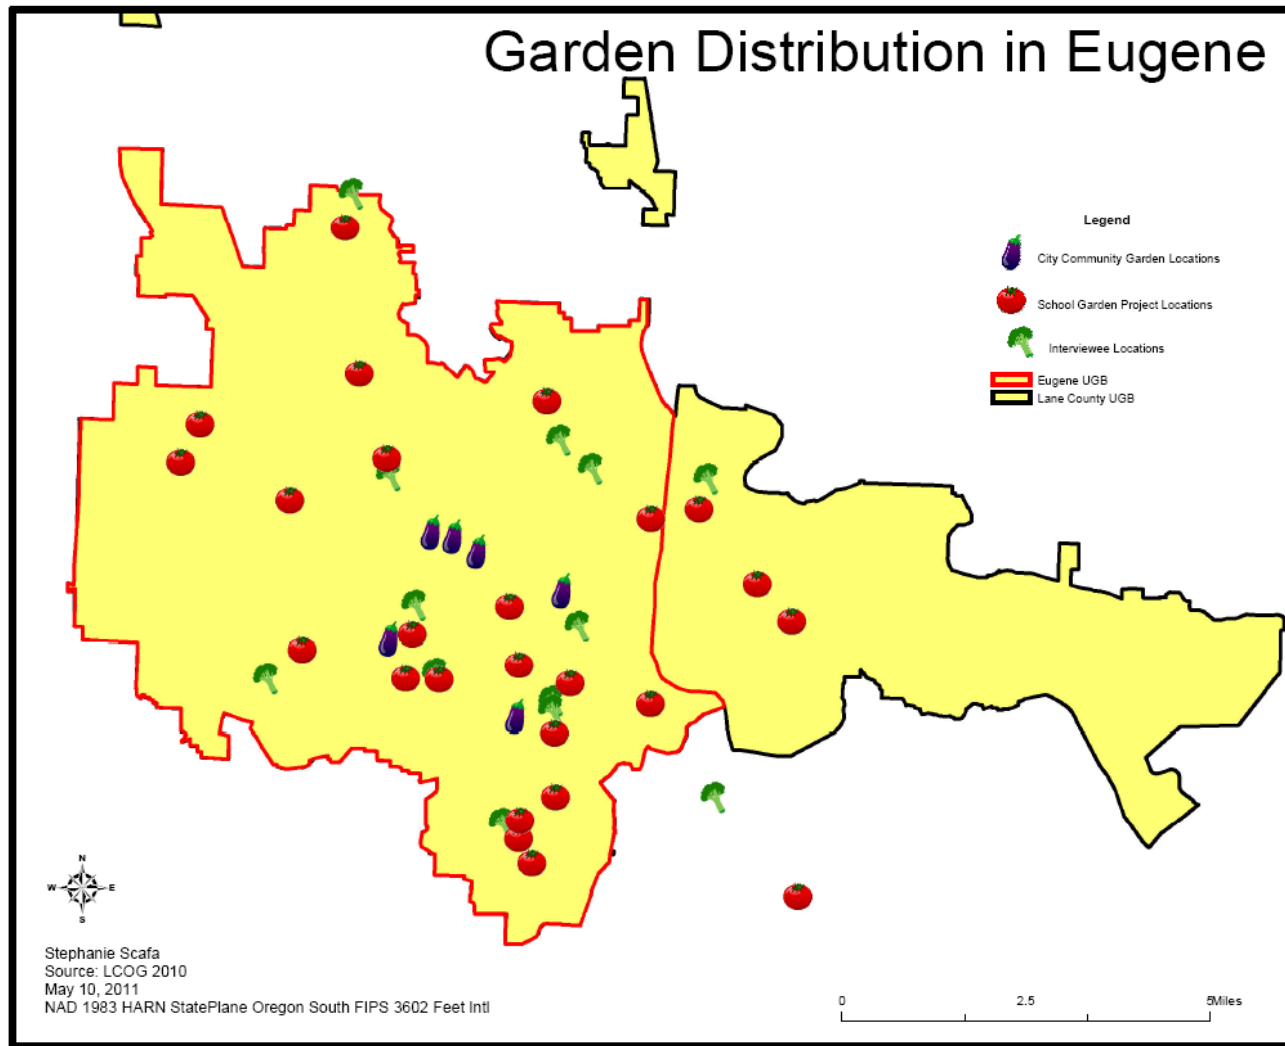 Garden Distribution in Eugene
Legend
City Community Garden Locations
School Garden Project Locations
Interviewee Locations
Eugene UGB
Lane County UGB
N
W E
S
Stephanie Scafa
Source: LCOG 2010
May 10, 2011
NAD 1983 HARN StatePlane Oregon South FIPS 3602 Feet Intl
0 2.5 5Miles